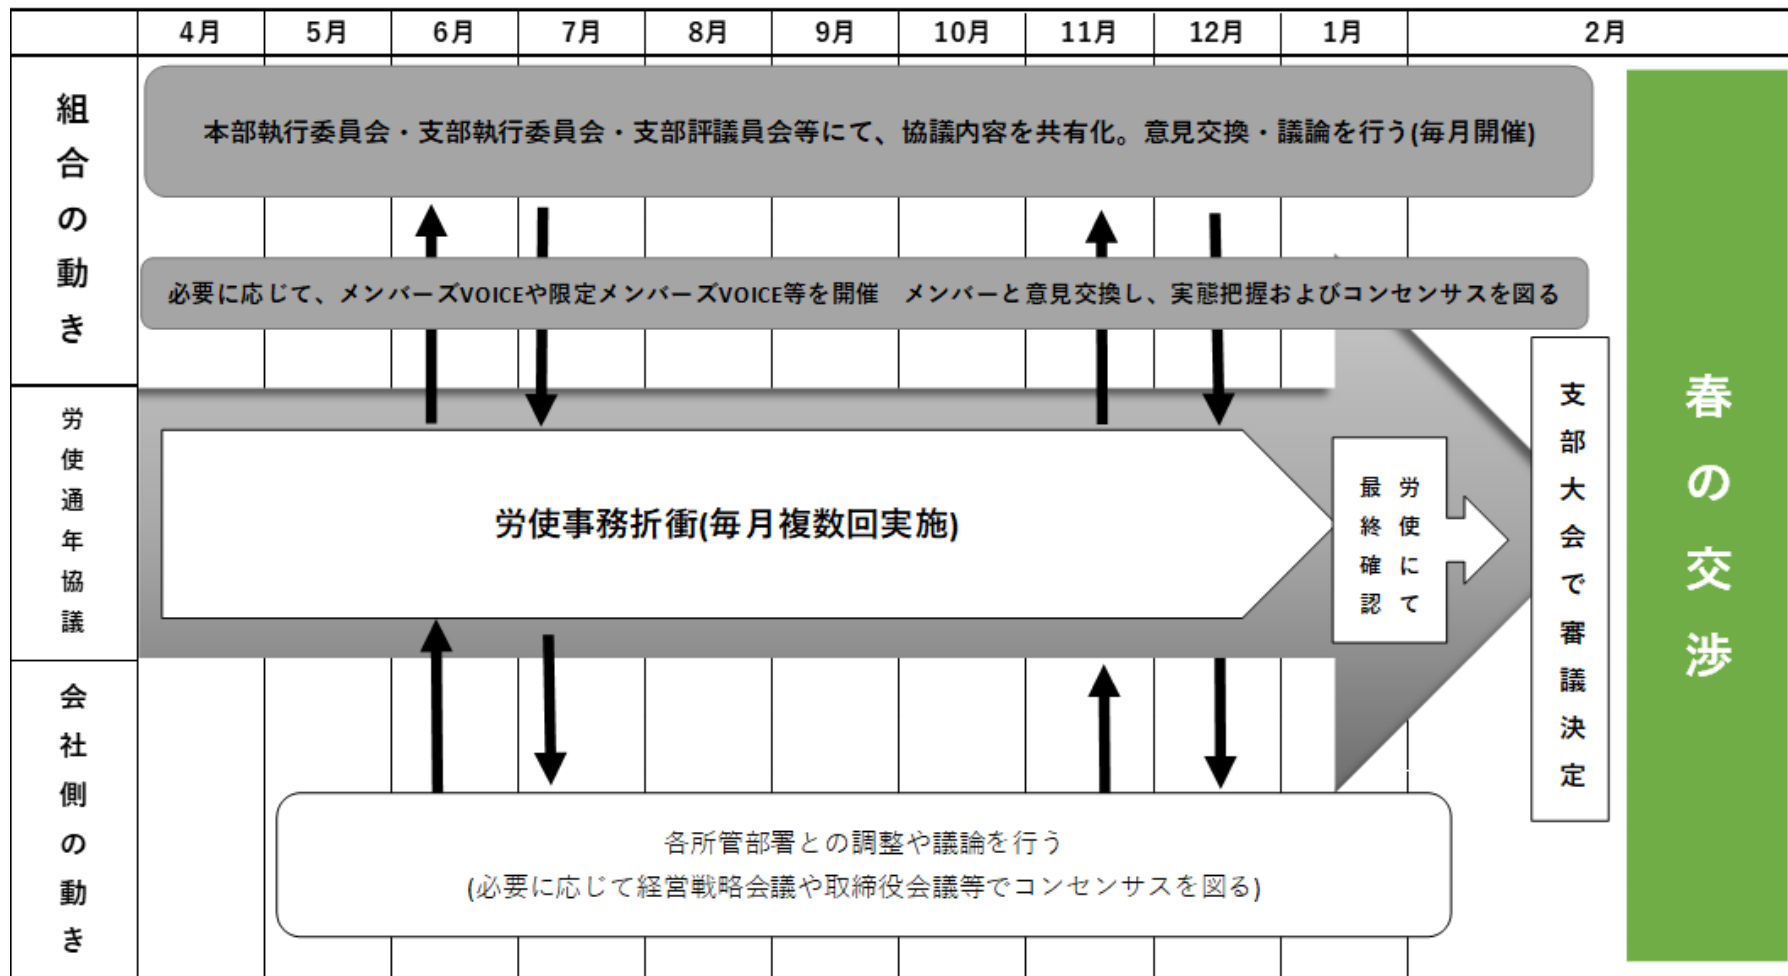 4月 5月 6月 7月 8月 9月 10月 11月 12月 1月 2月
組合の動き
本部執行委員会・支部執行委員会・支部評議員会等にて、協議内容を共有化。意見交換・議論を行う(毎月開催)
必要に応じて、メンバーズVOICEや限定メンバーズVOICE等を開催　メンバーと意見交換し、実態把握およびコンセンサスを図る
労使通年協議
労使事務折衝(毎月複数回実施)
労使にて
最終確認
支部大会で審議決定
春の交渉
会社側の動き
各所管部署との調整や議論を行う
(必要に応じて経営戦略会議や取締役会議等でコンセンサスを図る)